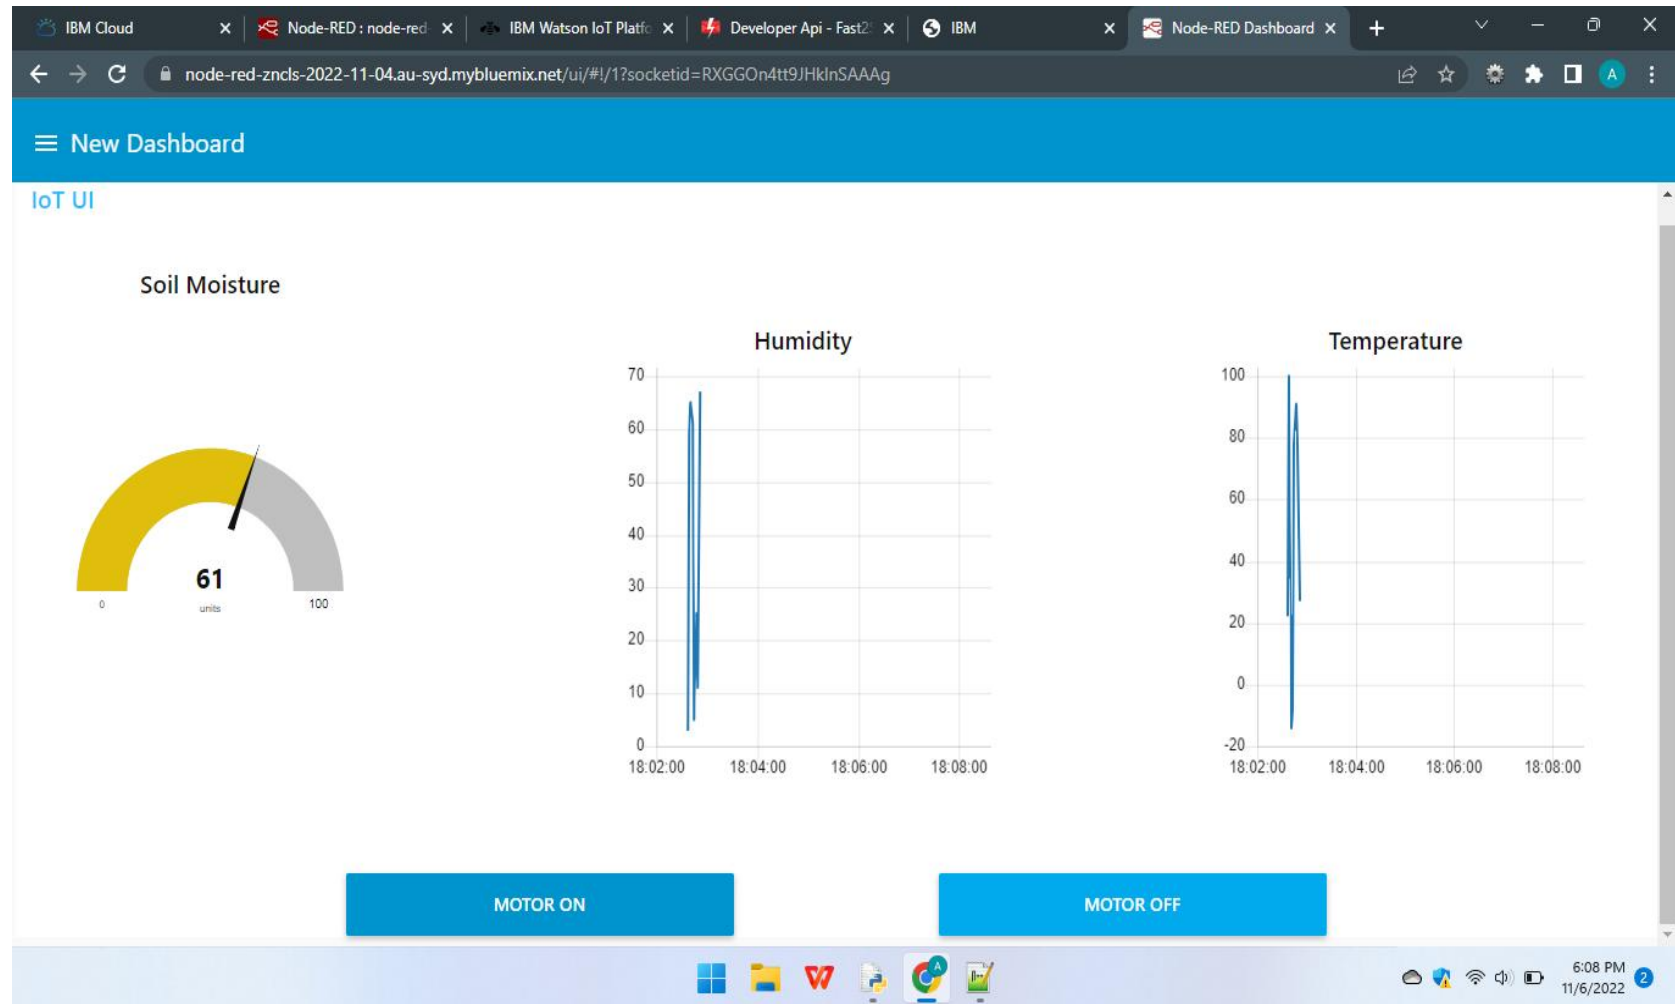 IBM Cloud
Node-RED : node-red-
IBM Watson IoT Platfo
Developer Api - Fast2S
IBM
Node-RED Dashboard
node-red-zncls-2022-11-04.au-syd.mybluemix.net/ui/#!/1?socketid=RXGGOn4tt9JHkInSAAAg
A
New Dashboard
IoT UI
Soil Moisture
61
units
0
100
Humidity
70
60
50
40
30
20
10
0
18:02:00 18:04:00 18:06:00 18:08:00
Temperature
100
80
60
40
20
0
-20
18:02:00 18:04:00 18:06:00 18:08:00
MOTOR ON
MOTOR OFF
A
6:08 PM
11/6/2022
2